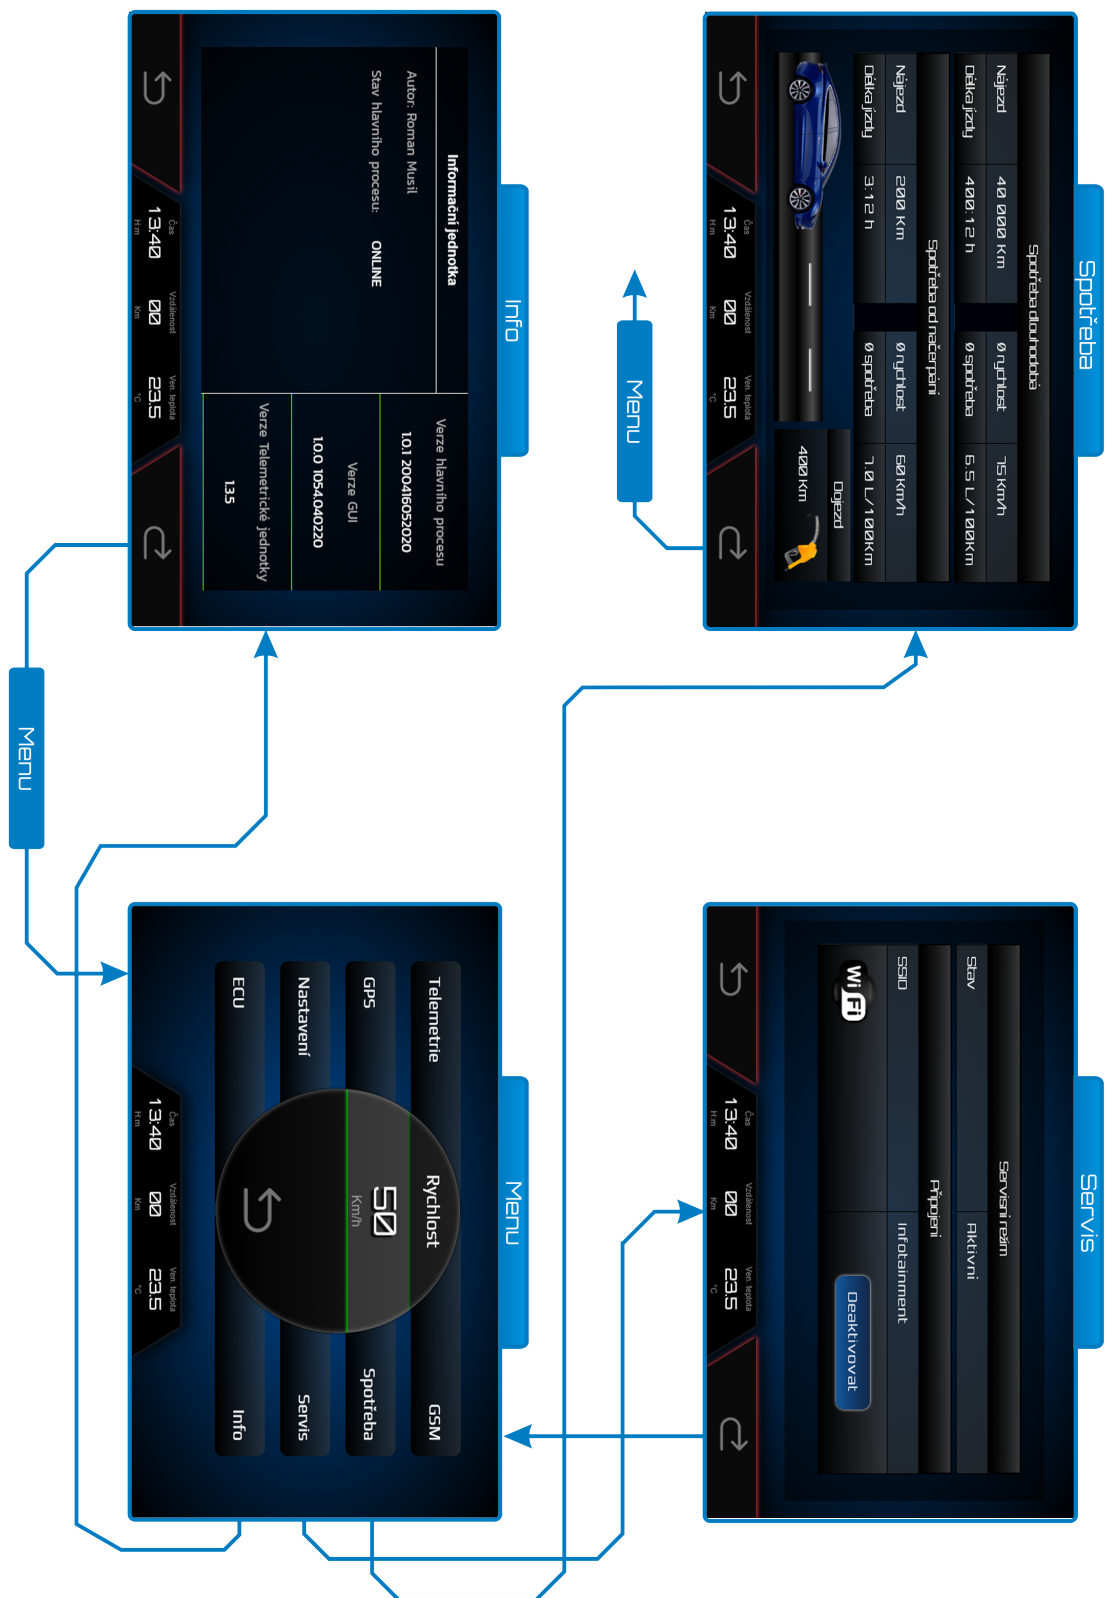 Spotřeba
Spotřeba dlouhodobá
Nájezd 40 000 Km Ø rychlost 75 Km/h
Délka jízdy 400:12 h Ø spotřeba 6.5 L/100Km
Spotřeba od načerpání
Nájezd 200 Km Ø rychlost 60 Km/h
Délka jízdy 3:12 h Ø spotřeba 7.0 L/100Km
Dojezd
400 Km
Čas Vzdálenost Ven. teplota
13:40 00 23.5
H:m Km °C
Servis
Servisní režim
Stav Aktivní
Připojení
SSID Infotainment
Wi Fi Deaktivovat
Čas Vzdálenost Ven. teplota
13:40 00 23.5
H:m Km °C
Menu
Info
Informační jednotka
Autor: Roman Musil
Stav hlavního procesu: ONLINE
Verze hlavního procesu
1.0.1 200416052020
Verze GUI
1.0.0 1054.040220
Verze Telemetrické jednotky
1.3.5
Čas Vzdálenost Ven. teplota
13:40 00 23.5
H:m Km °C
Menu
Telemetrie Rychlost GSM
GPS 50 Spotřeba
Km/h
Nastavení Servis
ECU Info
Čas Vzdálenost Ven. teplota
13:40 00 23.5
H:m Km °C
Menu